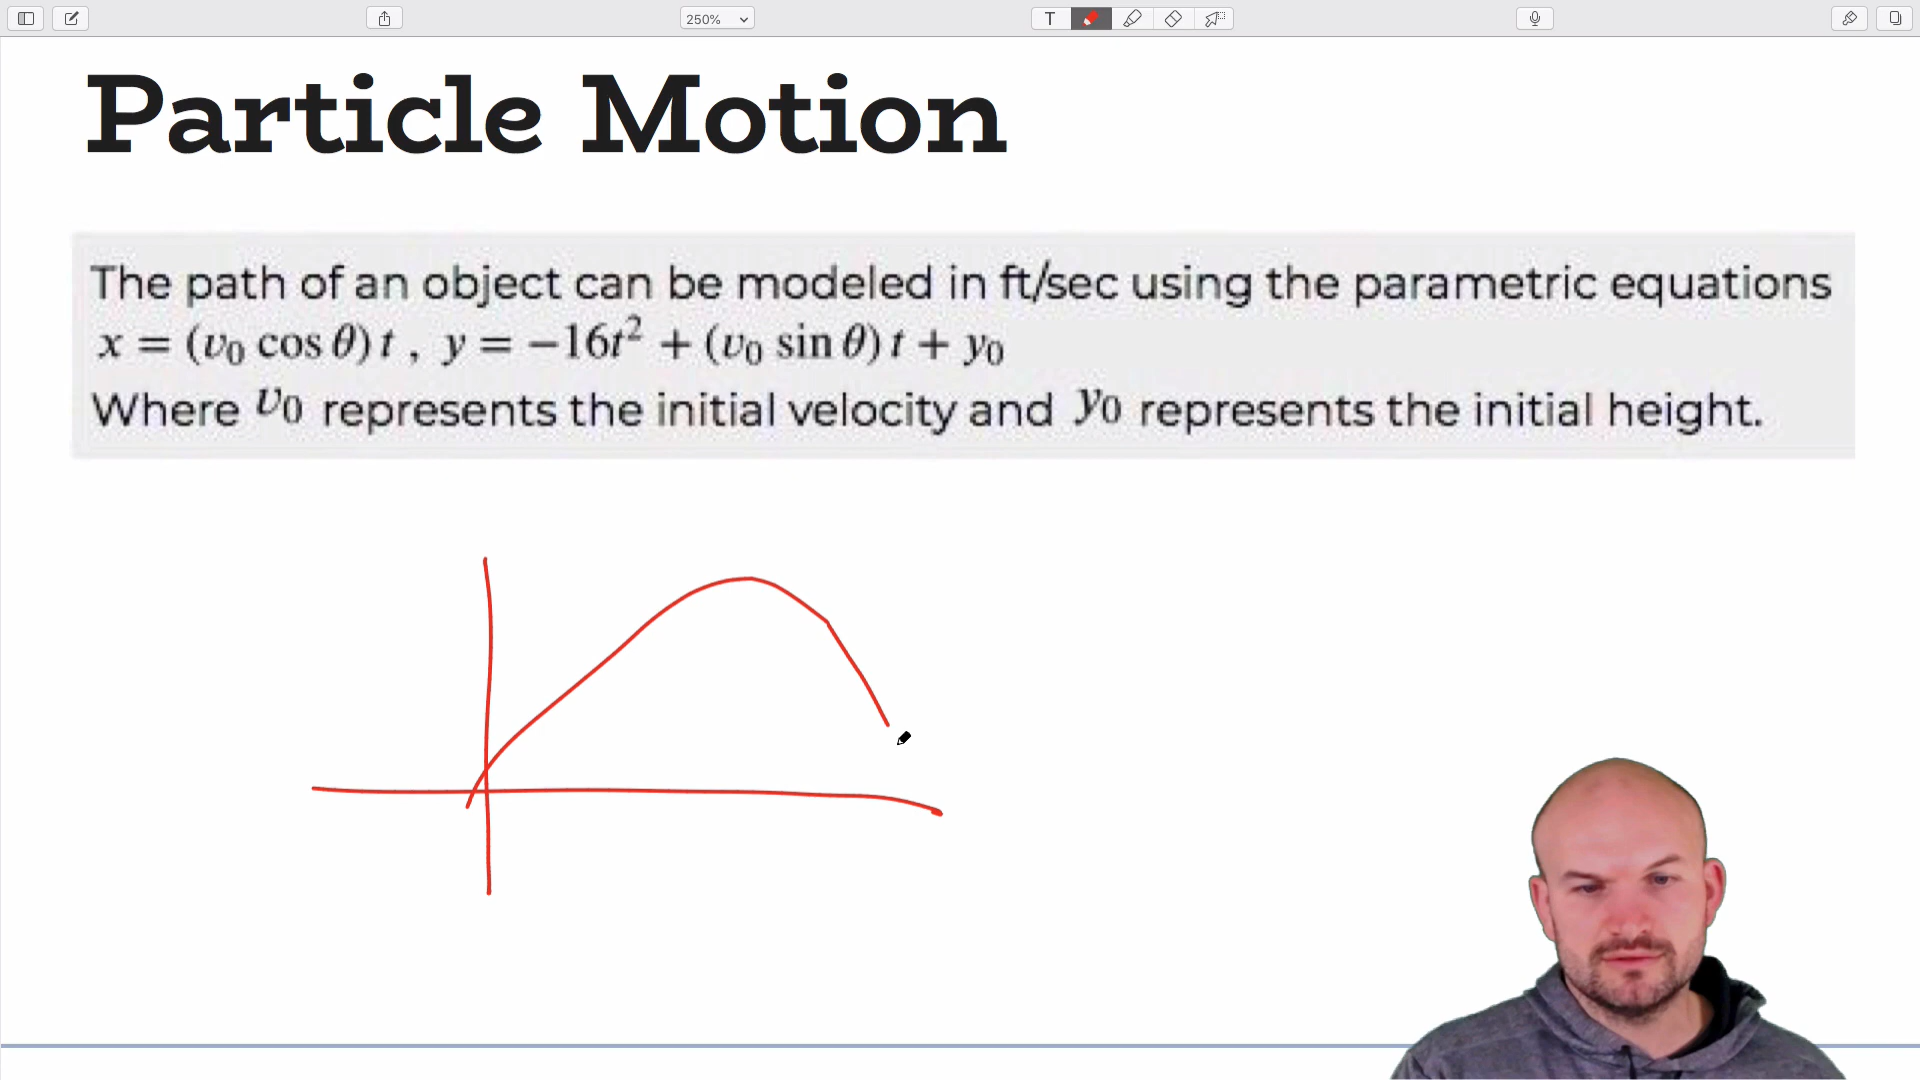 250%
T
Particle Motion
The path of an object can be modeled in ft/sec using the parametric equations
x = (v₀ cos θ) t , y = −16t² + (v₀ sin θ) t + y₀
Where v₀ represents the initial velocity and y₀ represents the initial height.